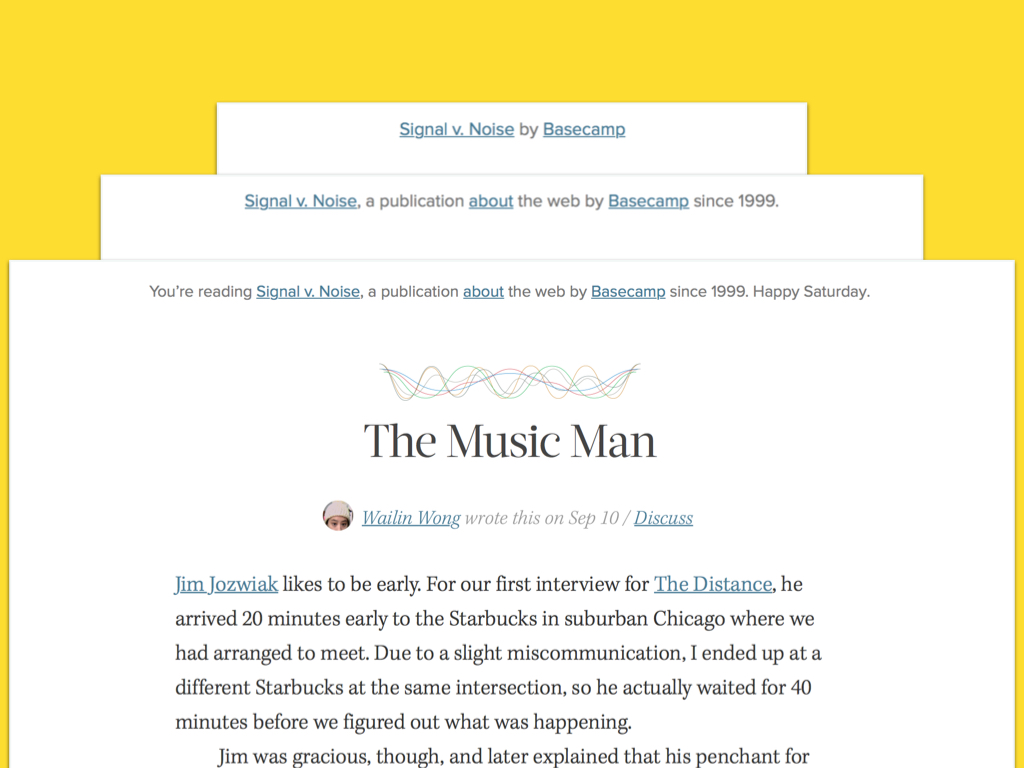 Signal v. Noise by Basecamp
Signal v. Noise, a publication about the web by Basecamp since 1999.
You’re reading Signal v. Noise, a publication about the web by Basecamp since 1999. Happy Saturday.
The Music Man
Wailin Wong wrote this on Sep 10 / Discuss
Jim Jozwiak likes to be early. For our first interview for The Distance, he
arrived 20 minutes early to the Starbucks in suburban Chicago where we
had arranged to meet. Due to a slight miscommunication, I ended up at a
different Starbucks at the same intersection, so he actually waited for 40
minutes before we figured out what was happening.
Jim was gracious, though, and later explained that his penchant for